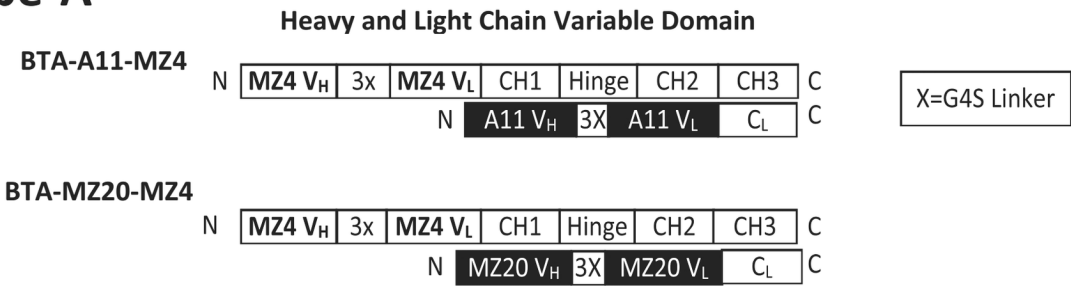 Heavy and Light Chain Variable Domain
BTA-A11-MZ4
N MZ4 VH 3x MZ4 VL CH1 Hinge CH2 CH3 C
N A11 VH 3X A11 VL CL C
X=G4S Linker
BTA-MZ20-MZ4
N MZ4 VH 3x MZ4 VL CH1 Hinge CH2 CH3 C
N MZ20 VH 3X MZ20 VL CL C